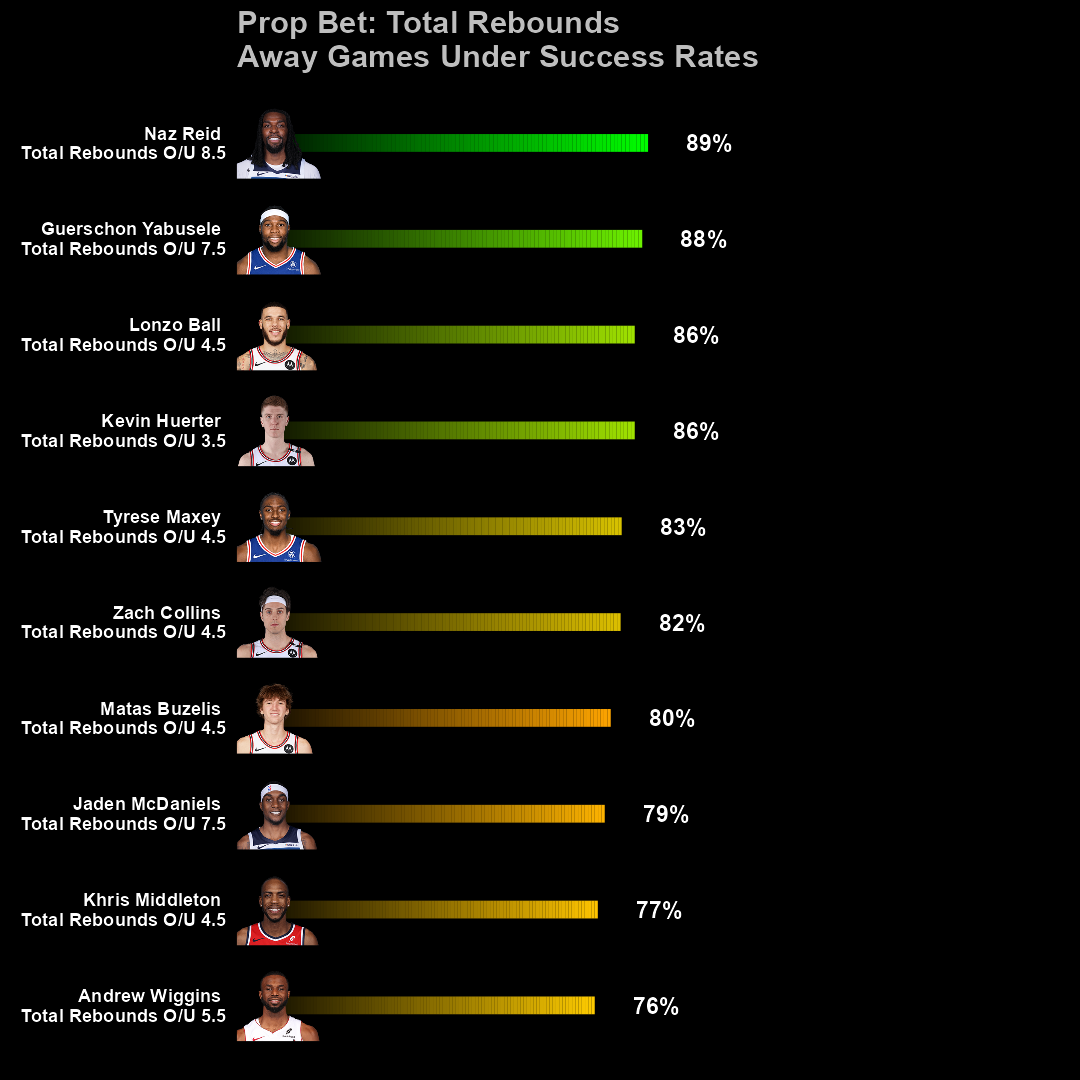 Prop Bet: Total Rebounds
Away Games Under Success Rates
Naz Reid
Total Rebounds O/U 8.5
89%
Guerschon Yabusele
Total Rebounds O/U 7.5
88%
Lonzo Ball
Total Rebounds O/U 4.5
86%
Kevin Huerter
Total Rebounds O/U 3.5
86%
Tyrese Maxey
Total Rebounds O/U 4.5
83%
Zach Collins
Total Rebounds O/U 4.5
82%
Matas Buzelis
Total Rebounds O/U 4.5
80%
Jaden McDaniels
Total Rebounds O/U 7.5
79%
Khris Middleton
Total Rebounds O/U 4.5
77%
Andrew Wiggins
Total Rebounds O/U 5.5
76%